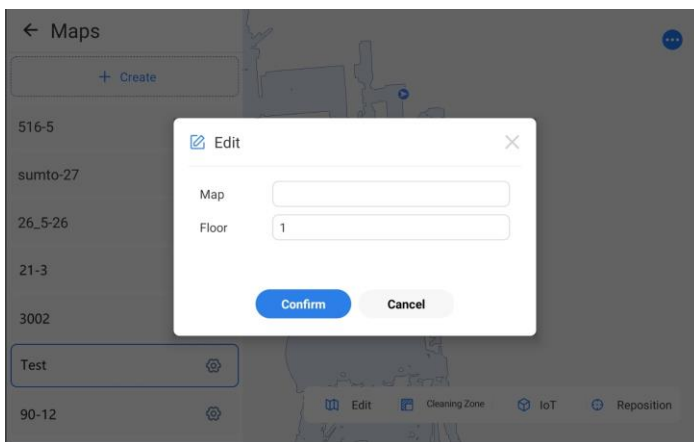 Maps
+ Create
516-5
sumto-27
26_5-26
21-3
3002
Test
90-12
Edit
Map
Floor 1
Confirm Cancel
Edit Cleaning Zone IoT Reposition